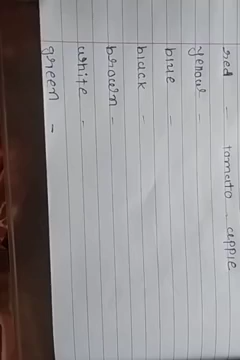 red - tomato - apple
yellow -
blue -
black -
brown -
white -
green -